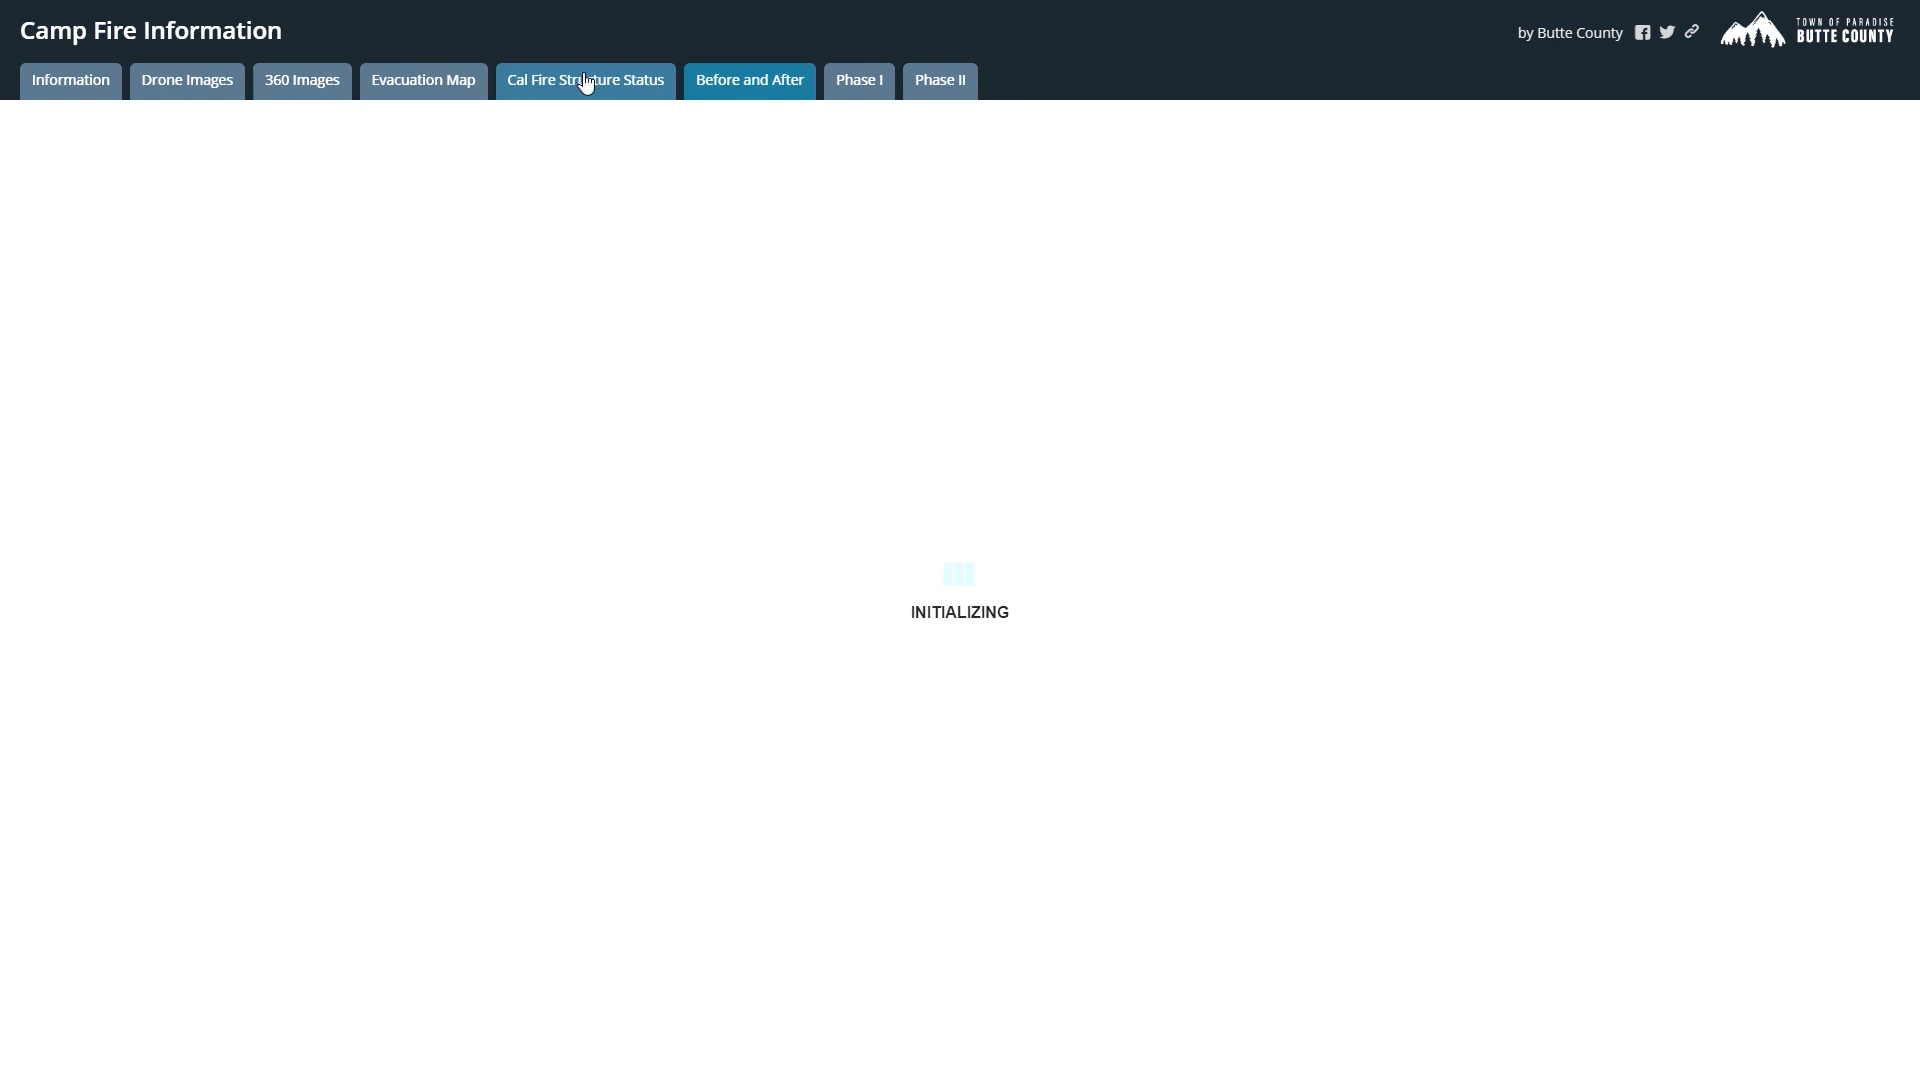 Camp Fire Information
by Butte County
TOWN OF PARADISE
BUTTE COUNTY
Information
Drone Images
360 Images
Evacuation Map
Cal Fire Structure Status
Before and After
Phase I
Phase II
INITIALIZING